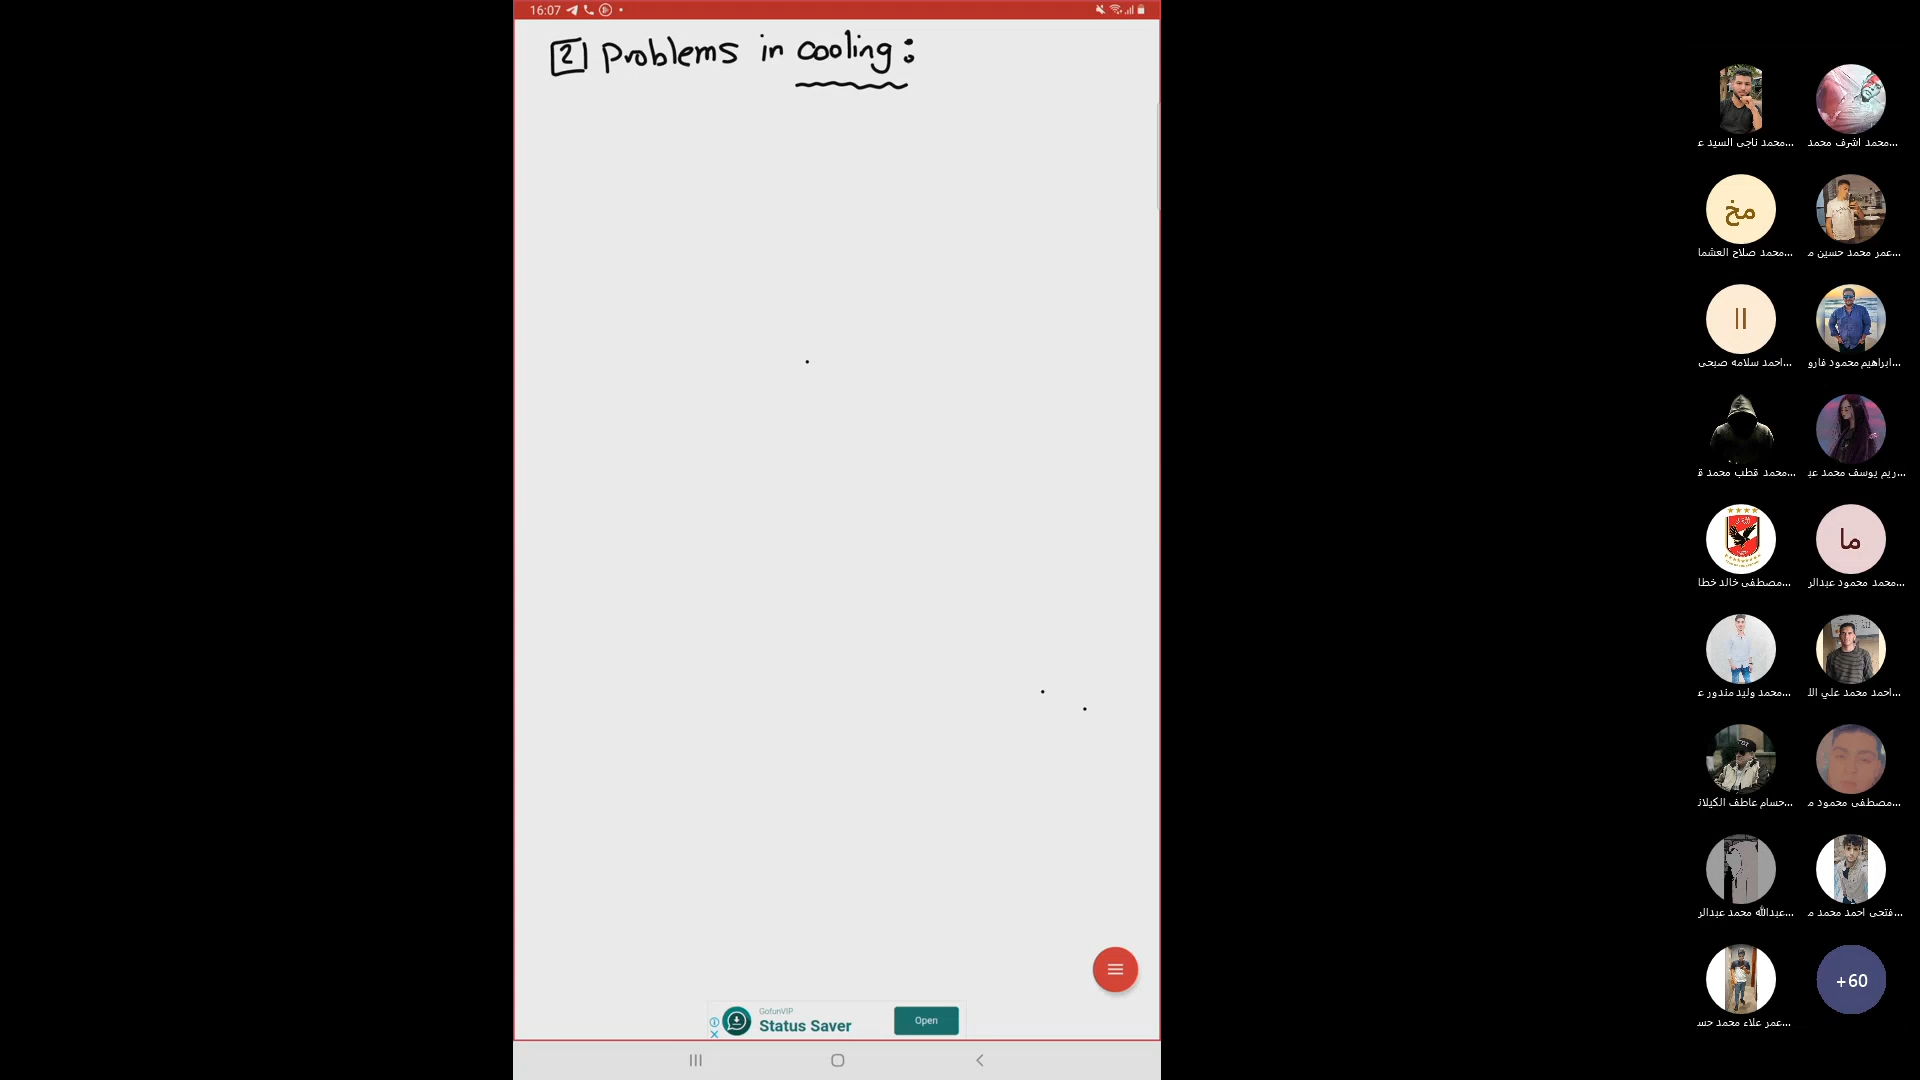 16:07
2 Problems in cooling :
محمد ناجى السيد ع...
محمد اشرف محمد...
مخ
محمد صلاح العشما...
عمر محمد حسين م...
اا
احمد سلامه صبحى...
ابراهيم محمود فارو...
محمد قطب محمد ق...
ريم يوسف محمد عبد...
مصطفى خالد خطا...
ما
محمد محمود عبدالر...
محمد وليد مندور ع...
احمد محمد علي الل...
حسام عاطف الكيلان...
مصطفى محمود م...
عبدالله محمد عبدالر...
فتحى احمد محمد م...
عمر علاء محمد حس...
+60
GofunVIP
Status Saver
Open